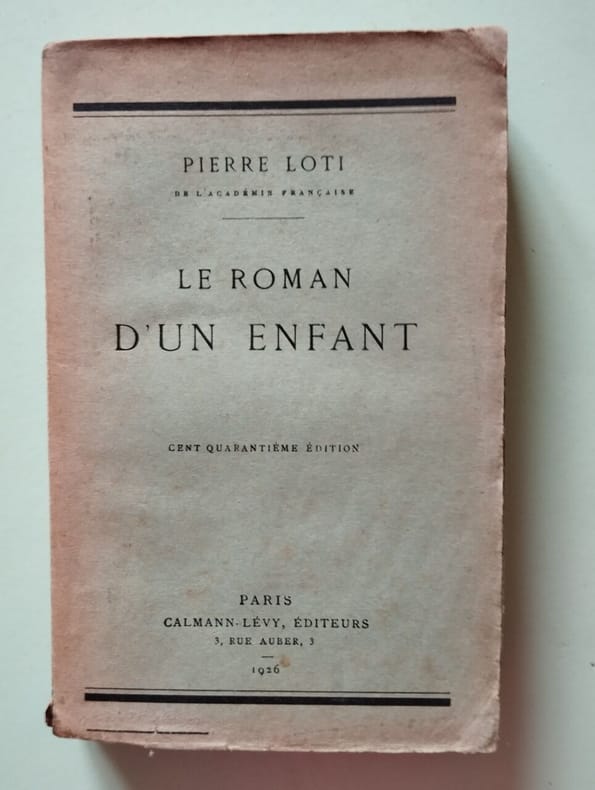 PIERRE LOTI
DE L'ACADÉMIE FRANÇAISE
LE ROMAN
D'UN ENFANT
CENT QUARANTIÈME ÉDITION
PARIS
CALMANN-LÉVY, ÉDITEURS
3, RUE AUBER, 3
1926